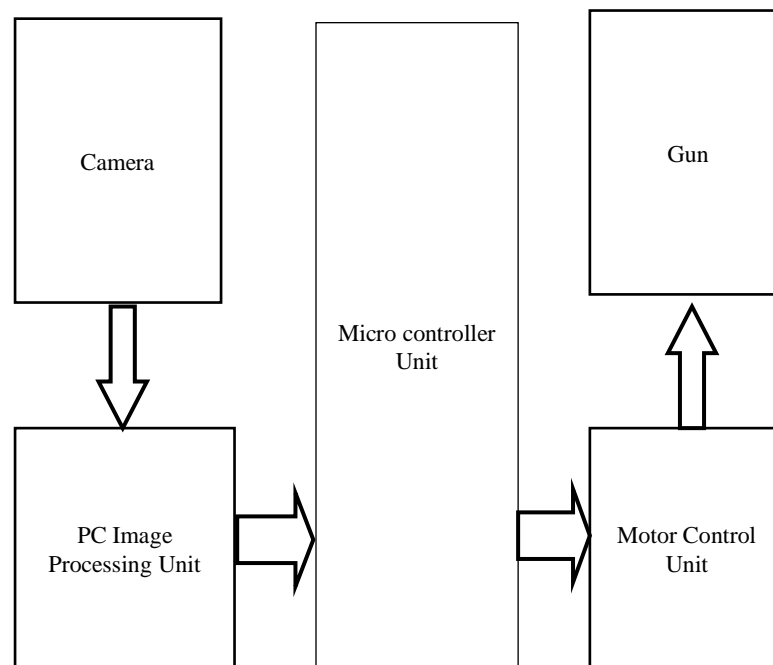 Camera
Gun
Micro controller
Unit
PC Image
Processing Unit
Motor Control
Unit